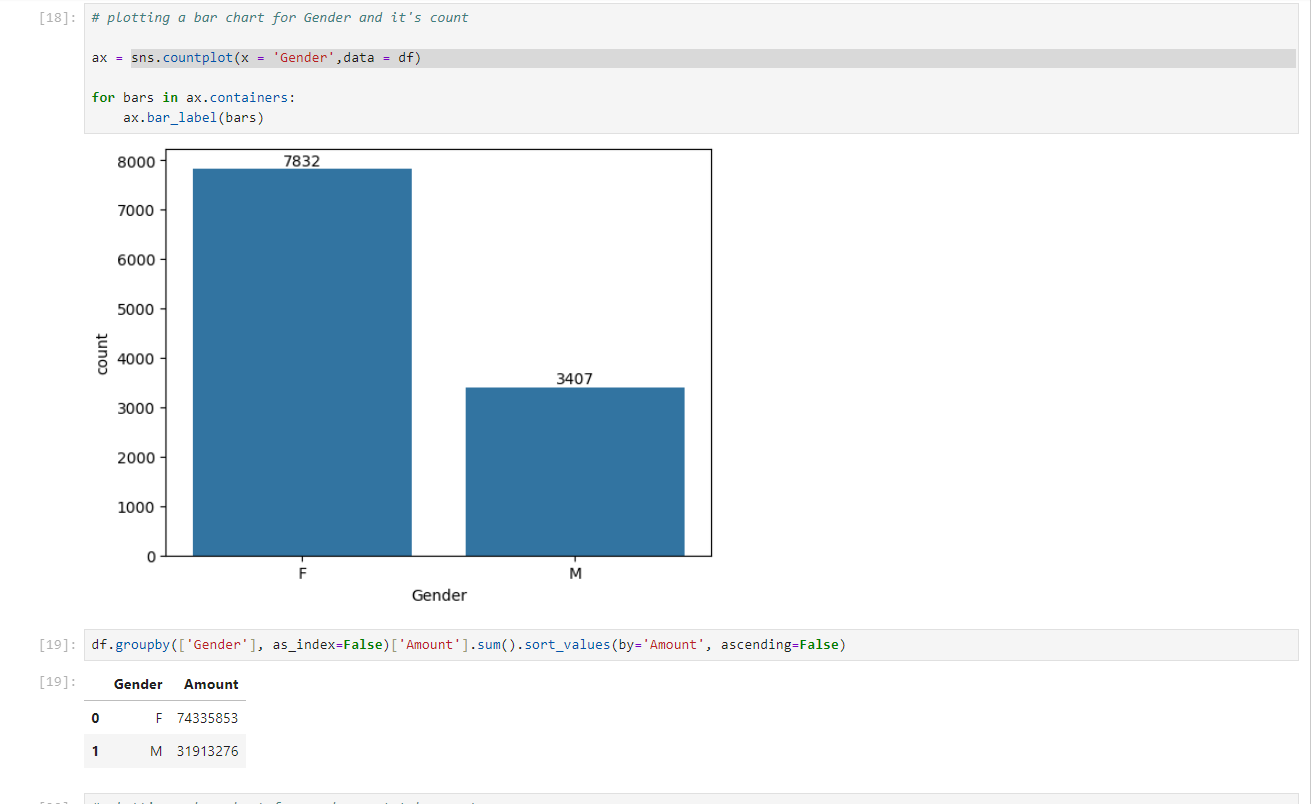 [18]: # plotting a bar chart for Gender and it's count
ax = sns.countplot(x = 'Gender',data = df)
for bars in ax.containers:
    ax.bar_label(bars)
8000
7000
6000
5000
4000
3000
2000
1000
0
count
7832
3407
F M
Gender
[19]: df.groupby(['Gender'], as_index=False)['Amount'].sum().sort_values(by='Amount', ascending=False)
[19]: Gender Amount
0 F 74335853
1 M 31913276